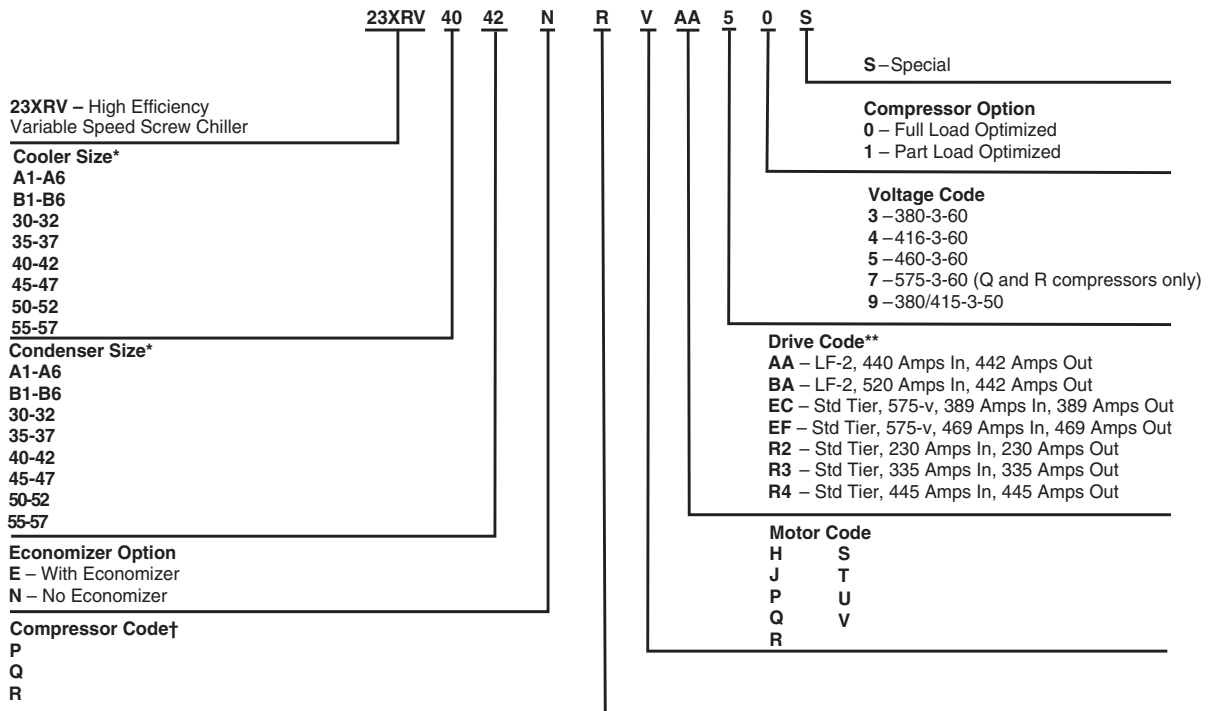 23XRV 40 42 N R V AA 5 0 S
23XRV – High Efficiency
Variable Speed Screw Chiller
Cooler Size*
A1-A6
B1-B6
30-32
35-37
40-42
45-47
50-52
55-57
Condenser Size*
A1-A6
B1-B6
30-32
35-37
40-42
45-47
50-52
55-57
Economizer Option
E – With Economizer
N – No Economizer
Compressor Code†
P
Q
R
S –Special
Compressor Option
0 – Full Load Optimized
1 – Part Load Optimized
Voltage Code
3 –380-3-60
4 –416-3-60
5 –460-3-60
7 –575-3-60 (Q and R compressors only)
9 –380/415-3-50
Drive Code**
AA – LF-2, 440 Amps In, 442 Amps Out
BA – LF-2, 520 Amps In, 442 Amps Out
EC – Std Tier, 575-v, 389 Amps In, 389 Amps Out
EF – Std Tier, 575-v, 469 Amps In, 469 Amps Out
R2 – Std Tier, 230 Amps In, 230 Amps Out
R3 – Std Tier, 335 Amps In, 335 Amps Out
R4 – Std Tier, 445 Amps In, 445 Amps Out
Motor Code
H S
J T
P U
Q V
R